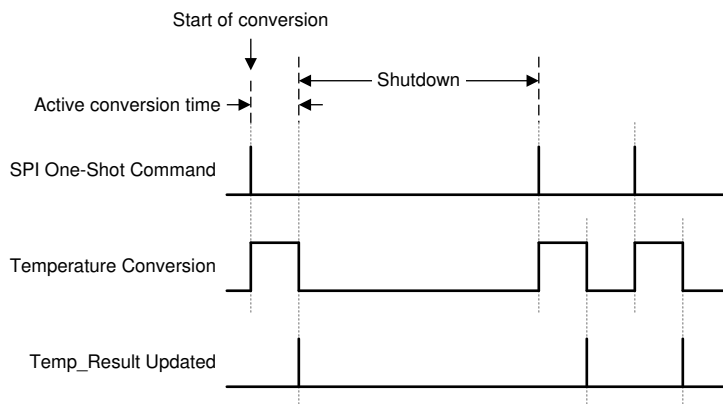 Start of conversion
Shutdown
Active conversion time
SPI One-Shot Command
Temperature Conversion
Temp_Result Updated